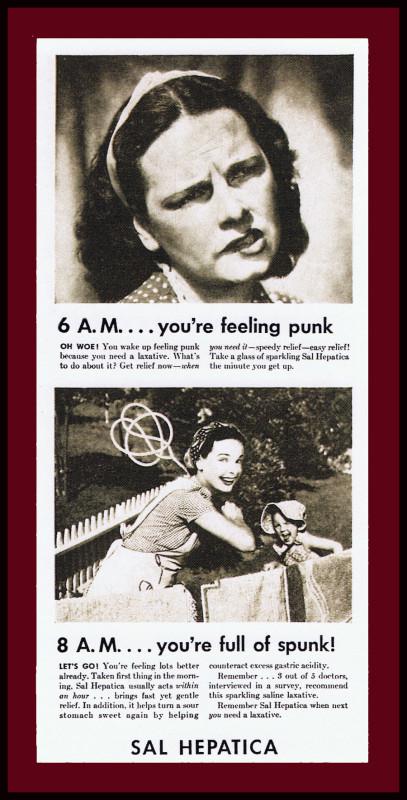 6 A.M.... you're feeling punk
OH WOE! You wake up feeling punk
because you need a laxative. What's
to do about it? Get relief now—when
you need it—speedy relief—easy relief!
Take a glass of sparkling Sal Hepatica
the minute you get up.
8 A.M.... you're full of spunk!
LET'S GO! You're feeling lots better
already. Taken first thing in the morn-
ing, Sal Hepatica usually acts within
an hour . . . brings fast yet gentle
relief. In addition, it helps turn a sour
stomach sweet again by helping
counteract excess gastric acidity.
Remember . . . 3 out of 5 doctors,
interviewed in a survey, recommend
this sparkling saline laxative.
Remember Sal Hepatica when next
you need a laxative.
SAL HEPATICA